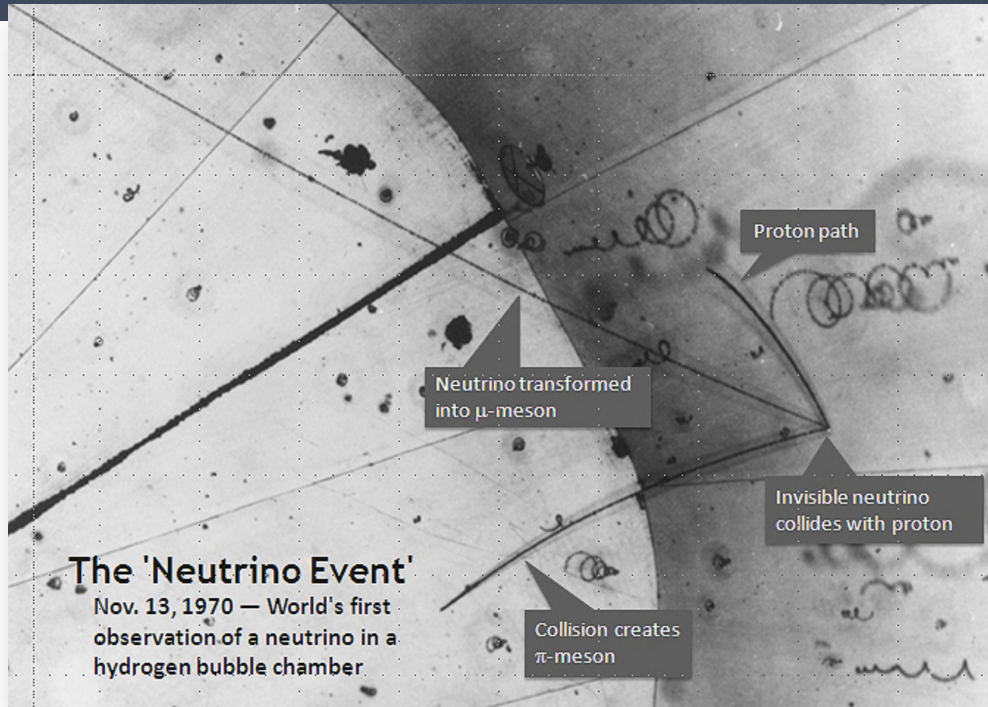 Proton path
Neutrino transformed
into μ-meson
Invisible neutrino
collides with proton
The 'Neutrino Event'
Nov. 13, 1970 — World's first
observation of a neutrino in a
hydrogen bubble chamber
Collision creates
π-meson